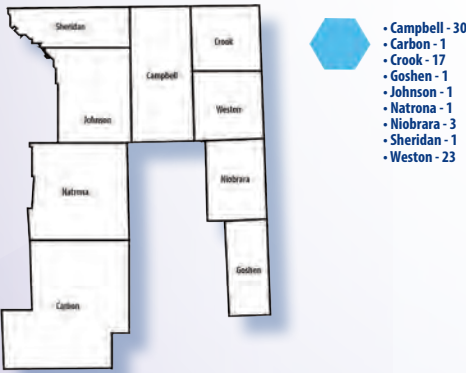 Sheridan
Crook
Campbell
Weston
Johnson
Niobrara
Natrona
Goshen
Carbon
• Campbell - 30
• Carbon - 1
• Crook - 17
• Goshen - 1
• Johnson - 1
• Natrona - 1
• Niobrara - 3
• Sheridan - 1
• Weston - 23